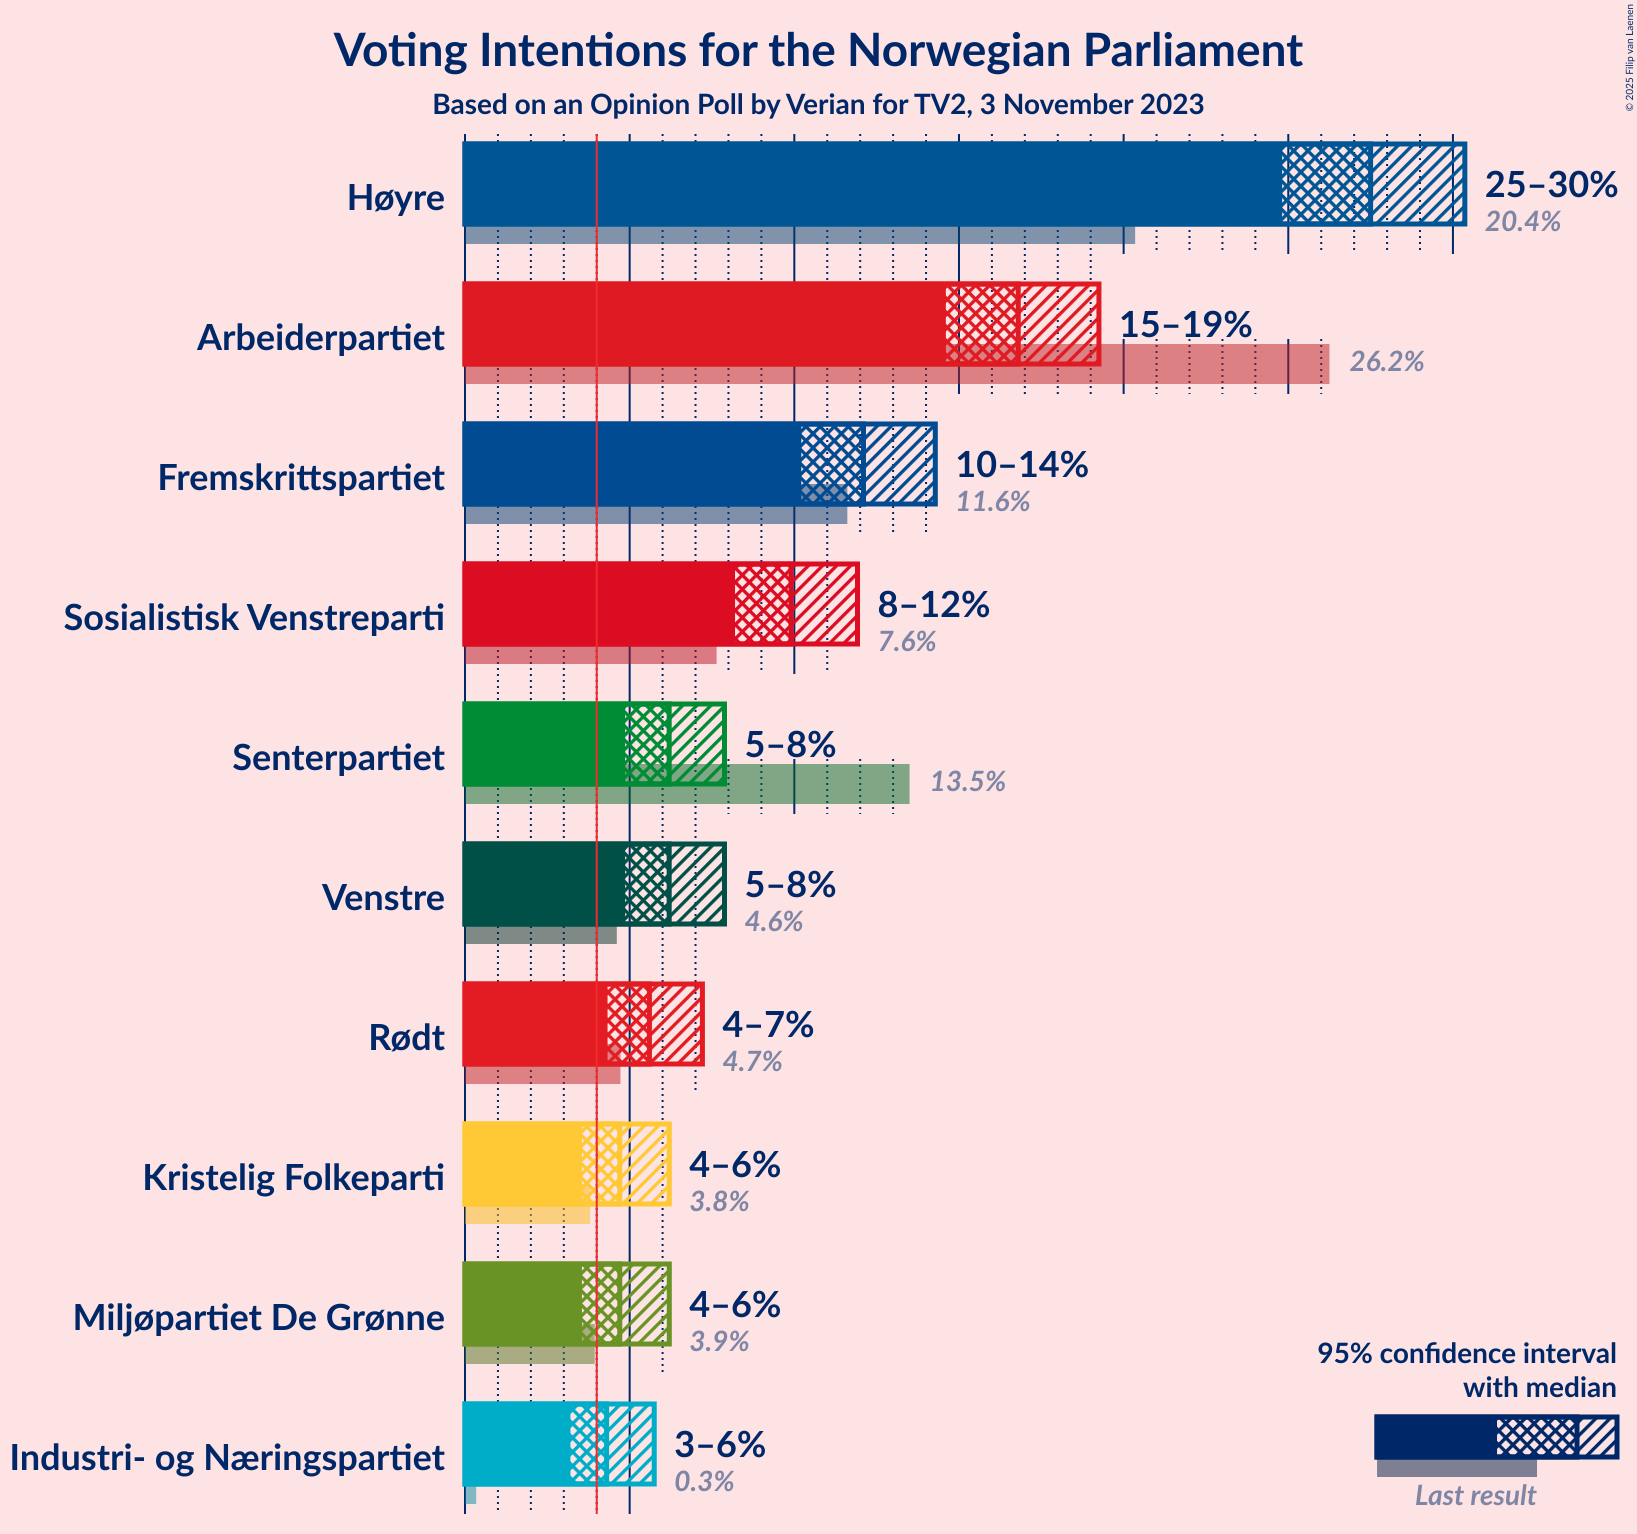 © 2025 Filip van Laenen
Voting Intentions for the Norwegian Parliament
Based on an Opinion Poll by Verian for TV2, 3 November 2023
Høyre
25–30%
20.4%
Arbeiderpartiet
15–19%
26.2%
Fremskrittspartiet
10–14%
11.6%
Sosialistisk Venstreparti
8–12%
7.6%
Senterpartiet
5–8%
13.5%
Venstre
5–8%
4.6%
Rødt
4–7%
4.7%
Kristelig Folkeparti
4–6%
3.8%
Miljøpartiet De Grønne
4–6%
3.9%
Industri- og Næringspartiet
3–6%
0.3%
95% confidence interval
with median
Last result